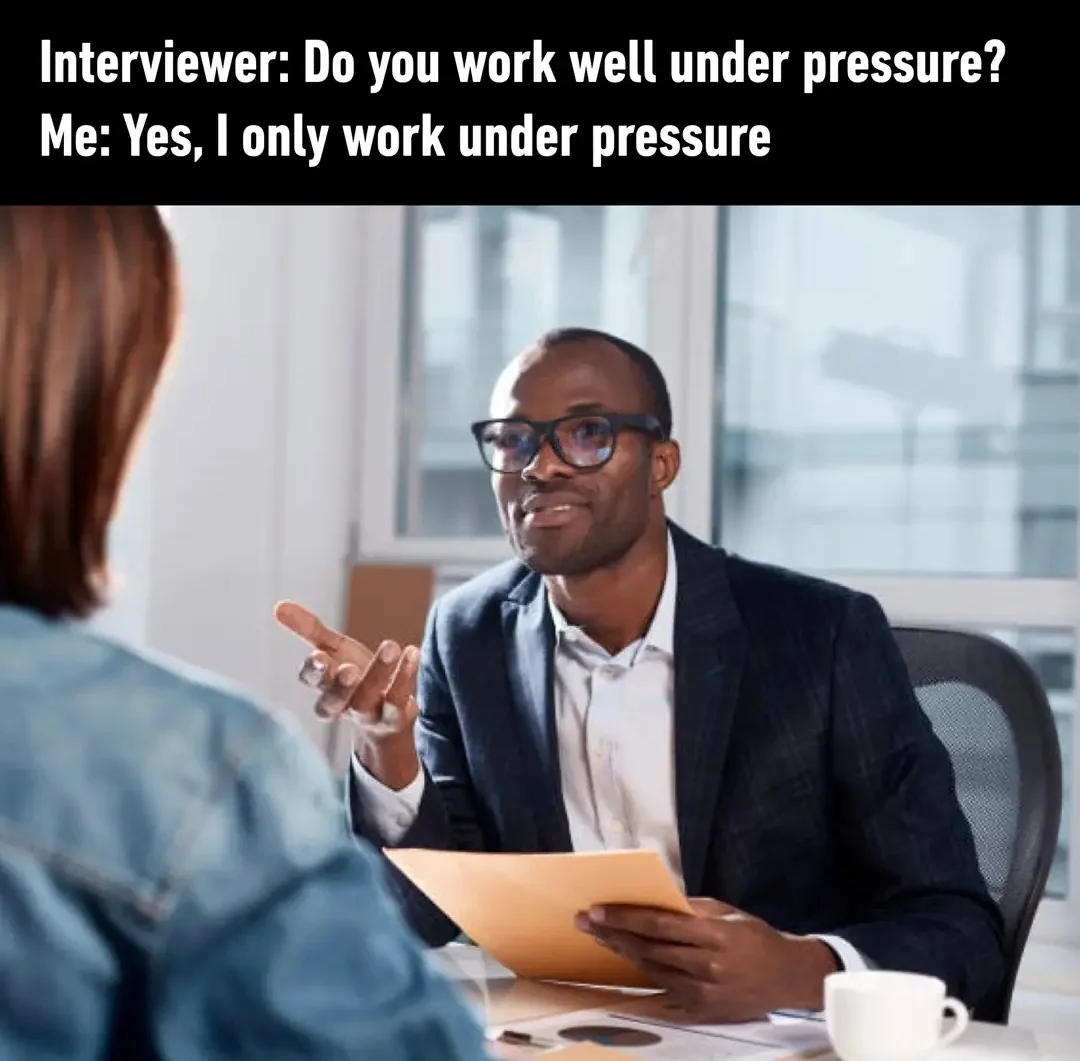 Interviewer: Do you work well under pressure?
Me: Yes, I only work under pressure